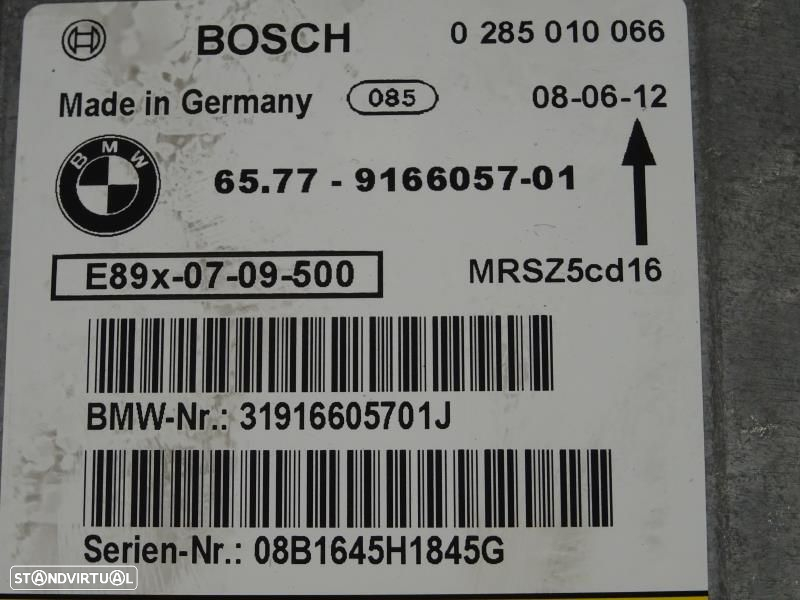 BOSCH 0 285 010 066
Made in Germany 085 08-06-12
BMW
65.77 - 9166057-01
E89x-07-09-500 MRSZ5cd16
BMW-Nr.: 31916605701J
Serien-Nr.: 08B1645H1845G
STANDVIRTUAL